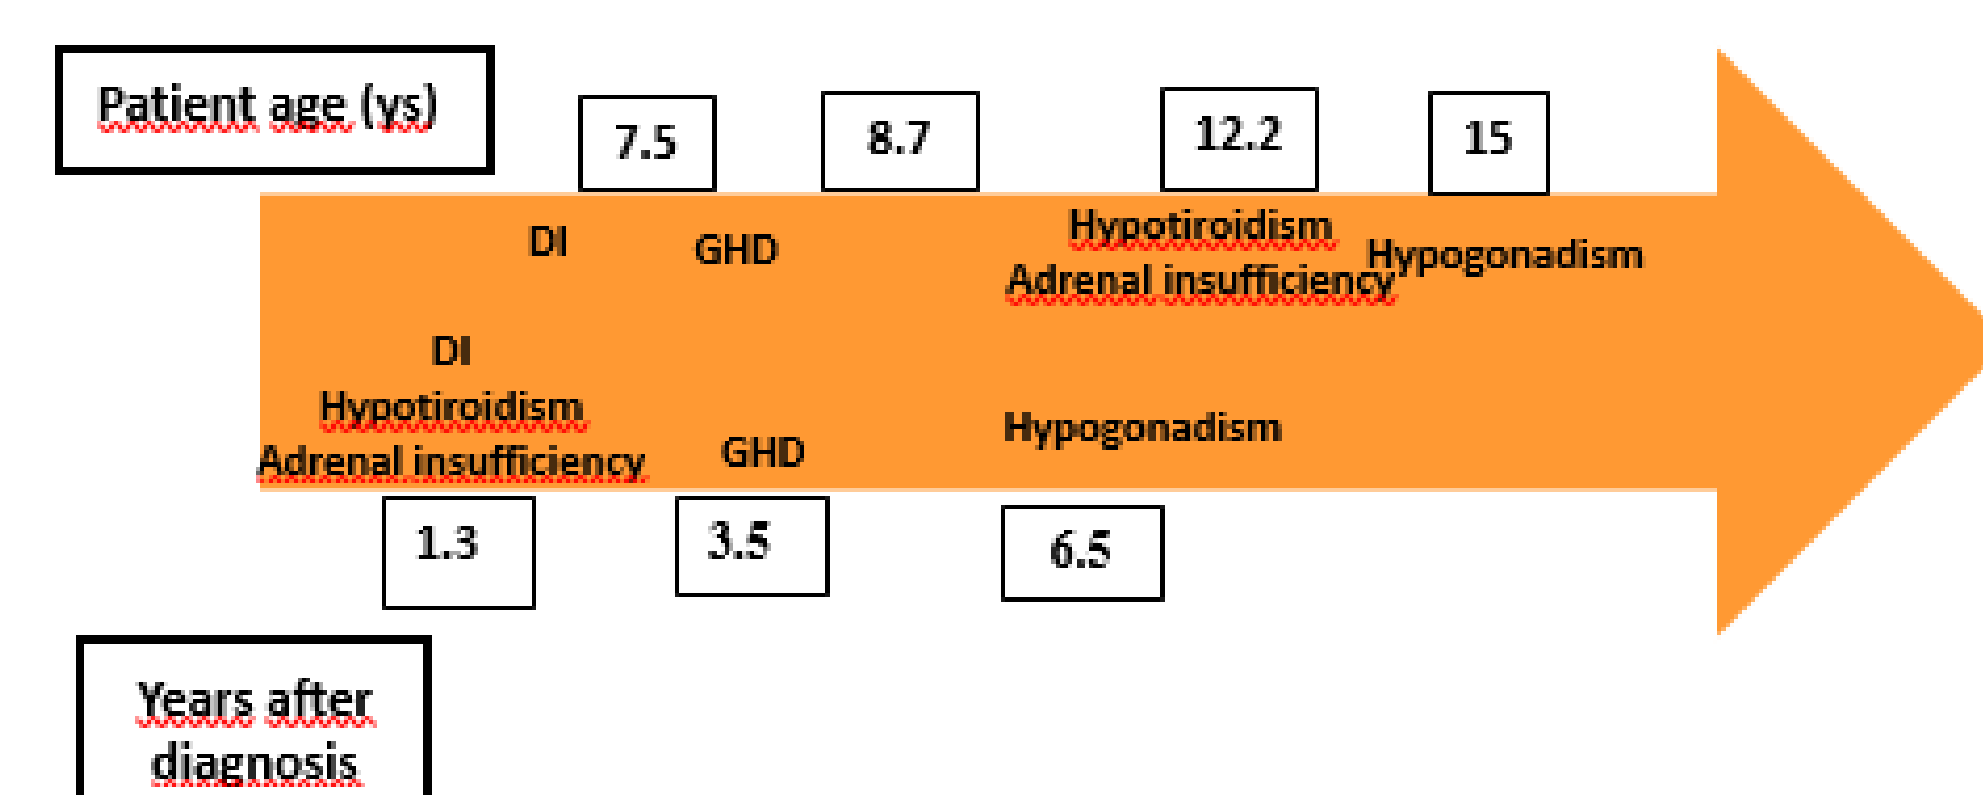 Patient age (ys)
7.5
8.7
12.2
15
DI
GHD
Hypotiroidism
Adrenal insufficiency
Hypogonadism
DI
Hypotiroidism
Adrenal insufficiency
GHD
Hypogonadism
1.3
3.5
6.5
Years after
diagnosis